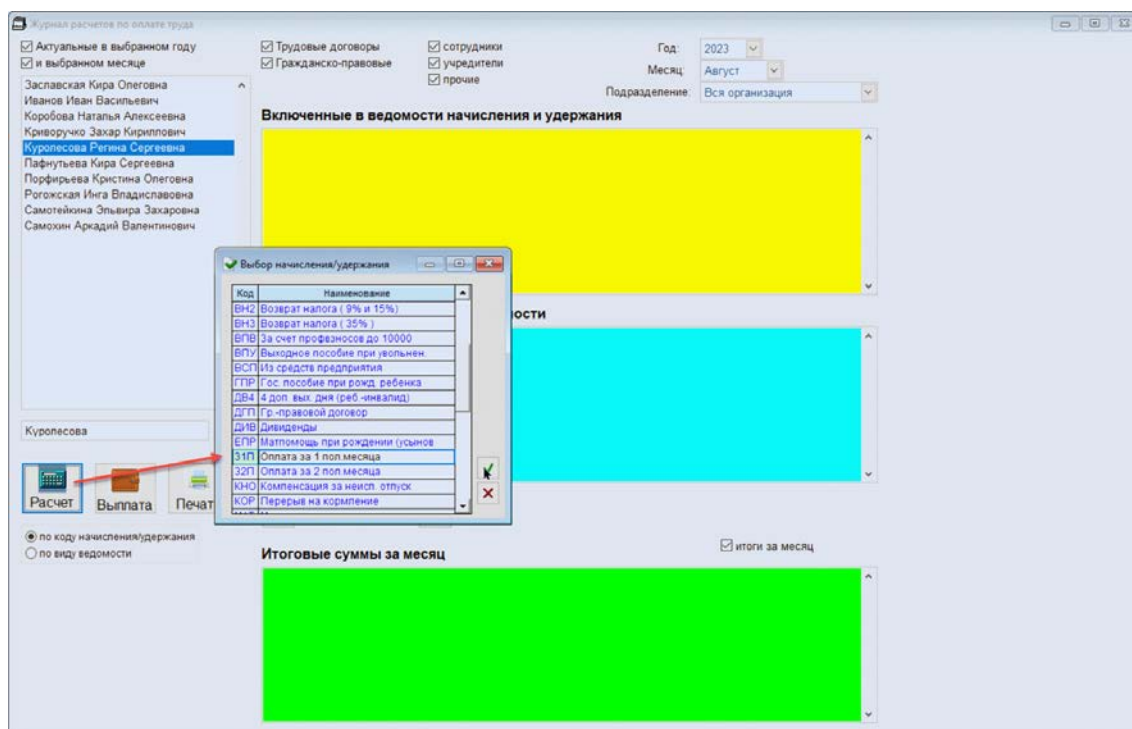 Журнал расчетов по оплате труда
Актуальные в выбранном году
и выбранном месяце
Трудовые договоры
Гражданско-правовые
сотрудники
учредители
прочие
Год: 2023
Месяц: Август
Подразделение: Вся организация
Заславская Кира Олеговна
Иванов Иван Васильевич
Коробова Наталья Алексеевна
Криворучко Захар Кириллович
Куролесова Регина Сергеевна
Пафнутьева Кира Сергеевна
Порфирьева Кристина Олеговна
Рогожская Инга Владиславовна
Самотейкина Эльвира Захаровна
Самохин Аркадий Валентинович
Включенные в ведомости начисления и удержания
Выбор начисления/удержания
Код Наименование
ВН2 Возврат налога ( 9% и 15%)
ВН3 Возврат налога ( 35% )
ВПВ За счет профвзносов до 10000
ВПУ Выходное пособие при увольнен.
ВСП Из средств предприятия
ГПР Гос. пособие при рожд. ребенка
ДВ4 4 доп. вых. дня (реб.-инвалид)
ДГП Гр.-правовой договор
ДИВ Дивиденды
ЕПР Матпомощь при рождении (усынов
З1П Оплата за 1 пол.месяца
З2П Оплата за 2 пол.месяца
КНО Компенсация за неисп. отпуск
КОР Перерыв на кормление
ости
Куролесова
Расчет
Выплата
Печат
по коду начисления/удержания
по виду ведомости
Итоговые суммы за месяц
итоги за месяц